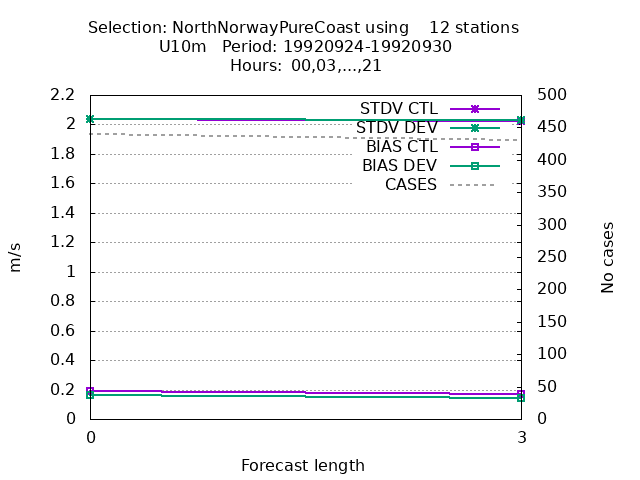 Selection: NorthNorwayPureCoast using    12 stations
U10m   Period: 19920924-19920930
Hours:  00,03,...,21
2.2
2
1.8
1.6
1.4
1.2
1
0.8
0.6
0.4
0.2
0
500
450
400
350
300
250
200
150
100
50
0
STDV CTL
STDV DEV
BIAS CTL
BIAS DEV
CASES
m/s
No cases
0
3
Forecast length